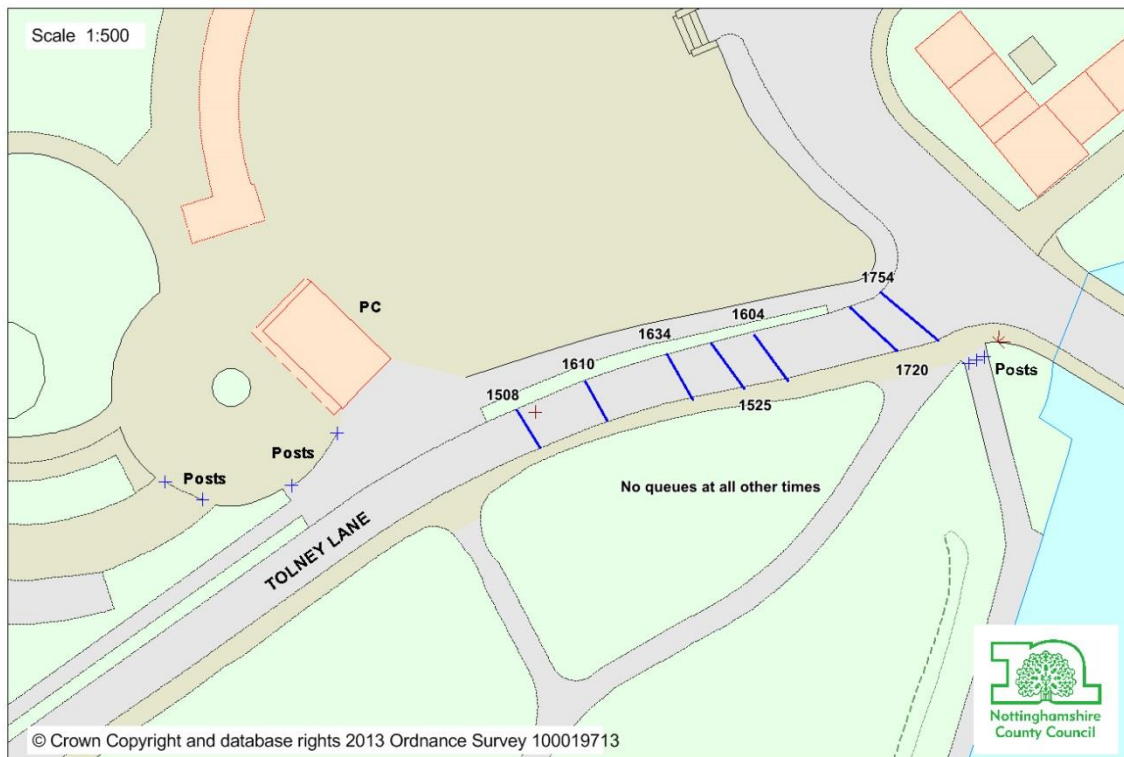 Scale 1:500
1754
PC
1604
1634
1610
1508
1720
Posts
1525
Posts
Posts
No queues at all other times
TOLNEY LANE
Nottinghamshire
County Council
© Crown Copyright and database rights 2013 Ordnance Survey 100019713